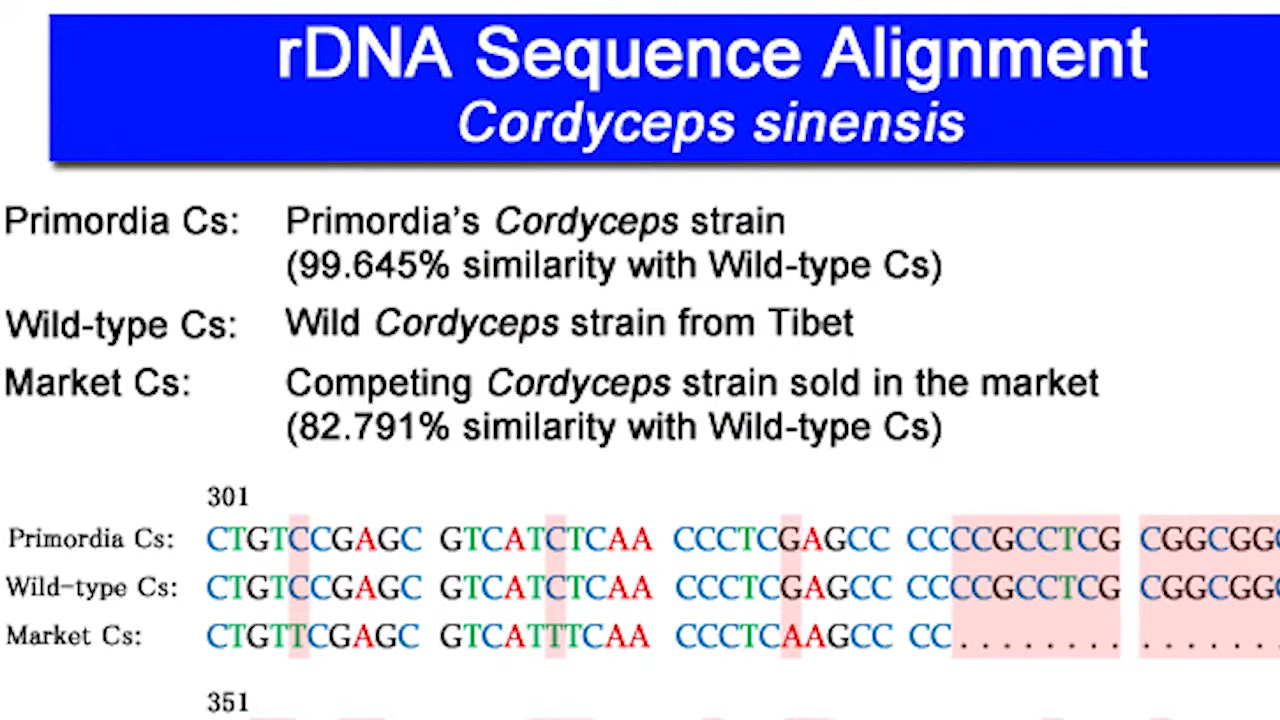 rDNA Sequence Alignment
Cordyceps sinensis
Primordia Cs: Primordia's Cordyceps strain
(99.645% similarity with Wild-type Cs)
Wild-type Cs: Wild Cordyceps strain from Tibet
Market Cs: Competing Cordyceps strain sold in the market
(82.791% similarity with Wild-type Cs)
301
Primordia Cs: CTGTCCGAGC GTCATCTCAA CCCTCGAGCC CCCCGCCTCG CGGCGG
Wild-type Cs: CTGTCCGAGC GTCATCTCAA CCCTCGAGCC CCCCGCCTCG CGGCGG
Market Cs: CTGTTCGAGC GTCATTTCAA CCCTCAAGCC CC........ .......
351